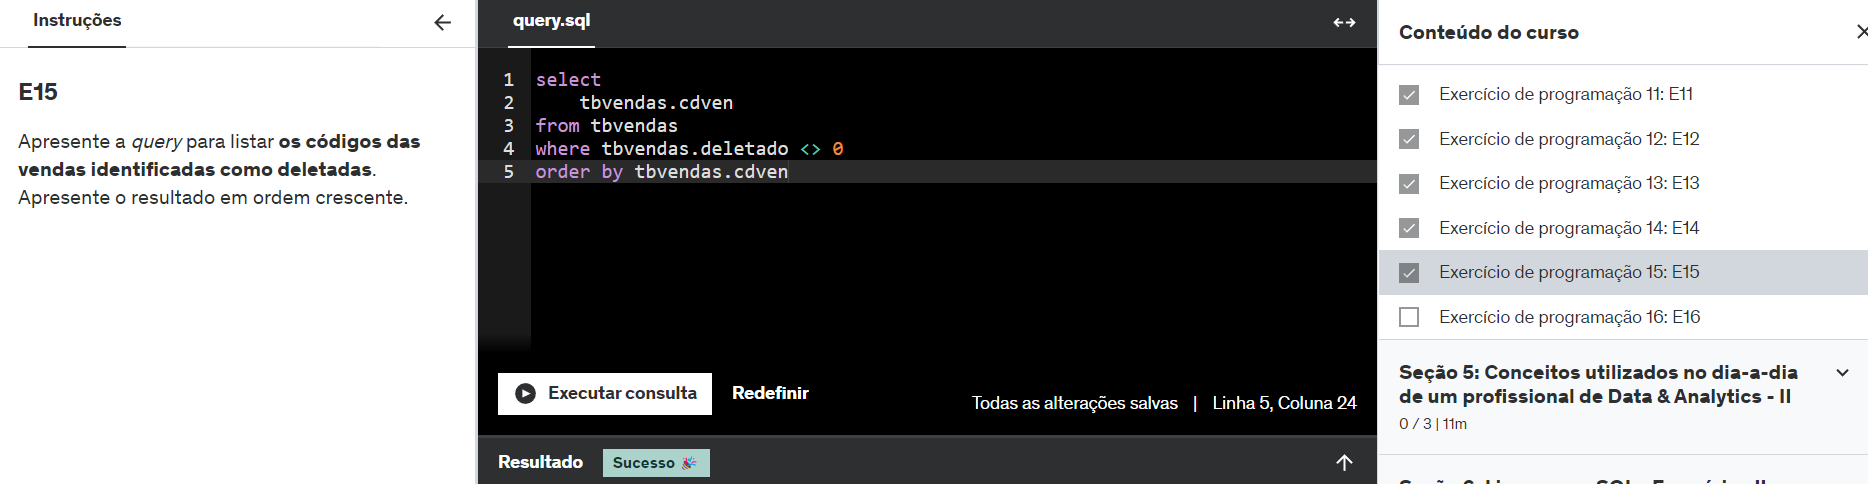 Instruções
E15
Apresente a query para listar os códigos das
vendas identificadas como deletadas.
Apresente o resultado em ordem crescente.
query.sql
1 select
2 tbvendas.cdven
3 from tbvendas
4 where tbvendas.deletado <> 0
5 order by tbvendas.cdven
Executar consulta
Redefinir
Todas as alterações salvas | Linha 5, Coluna 24
Resultado
Sucesso 🎉
Conteúdo do curso
Exercício de programação 11: E11
Exercício de programação 12: E12
Exercício de programação 13: E13
Exercício de programação 14: E14
Exercício de programação 15: E15
Exercício de programação 16: E16
Seção 5: Conceitos utilizados no dia-a-dia
de um profissional de Data & Analytics - II
0 / 3 | 11m